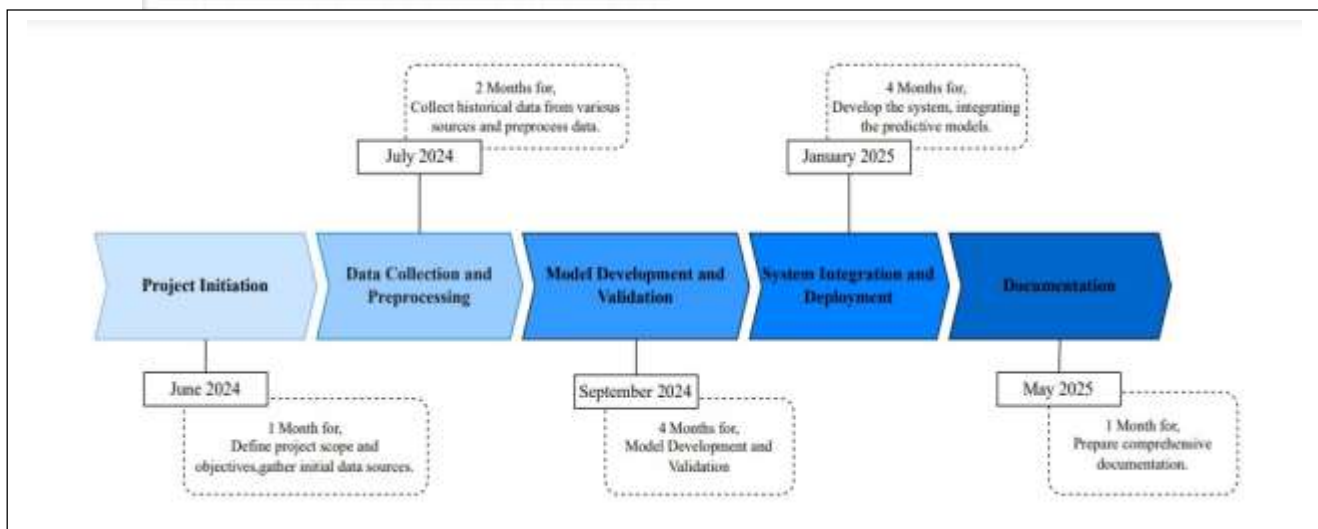 2 Months for,
Collect historical data from various
sources and preprocess data.
July 2024
4 Months for,
Develop the system, integrating
the predictive models.
January 2025
Project Initiation
Data Collection and
Preprocessing
Model Development and
Validation
System Integration and
Deployment
Documentation
June 2024
1 Month for,
Define project scope and
objectives,gather initial data sources.
September 2024
4 Months for,
Model Development and
Validation
May 2025
1 Month for,
Prepare comprehensive
documentation.